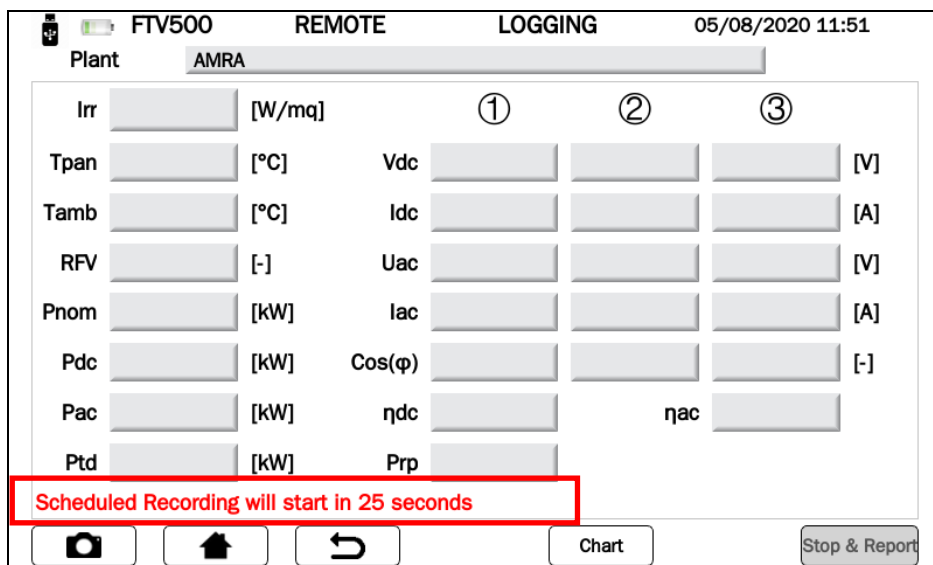 FTV500 REMOTE LOGGING 05/08/2020 11:51
Plant AMRA
Irr [W/mq] ① ② ③
Tpan [°C] Vdc [V]
Tamb [°C] Idc [A]
RFV [-] Uac [V]
Pnom [kW] Iac [A]
Pdc [kW] Cos(φ) [-]
Pac [kW] ηdc ηac
Ptd [kW] Prp
Scheduled Recording will start in 25 seconds
Chart Stop & Report